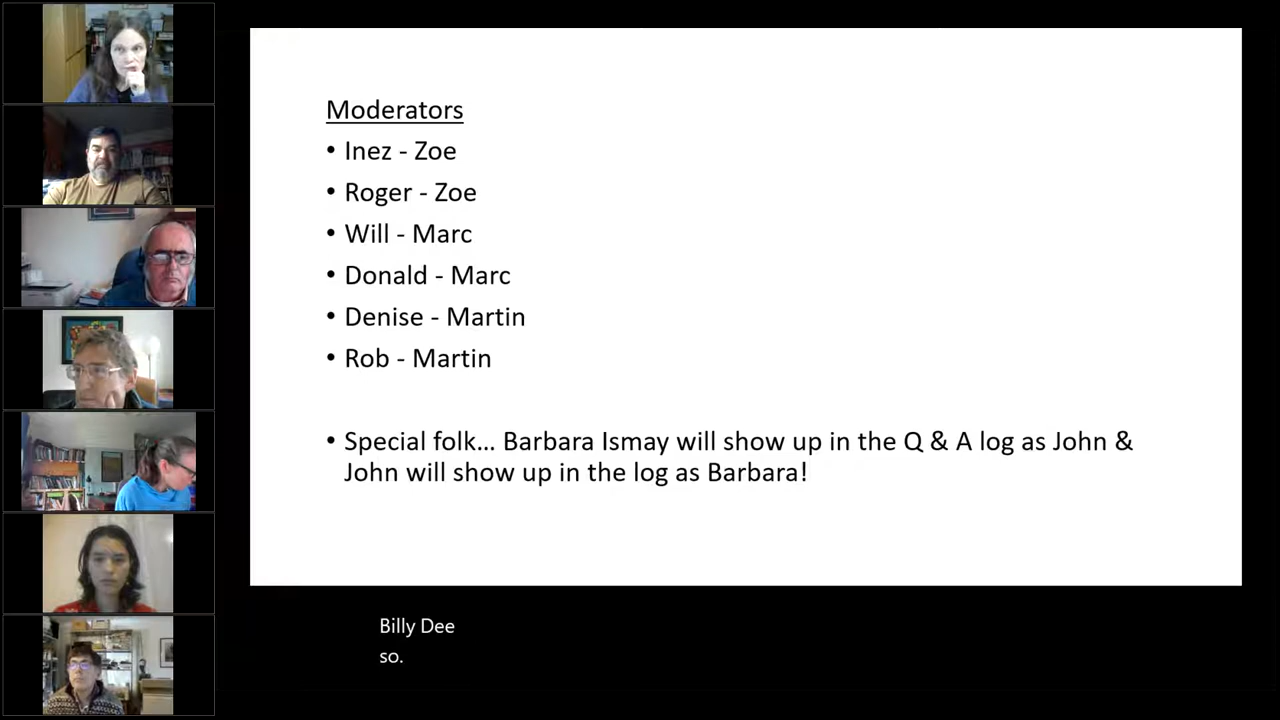 Moderators
• Inez - Zoe
• Roger - Zoe
• Will - Marc
• Donald - Marc
• Denise - Martin
• Rob - Martin
• Special folk... Barbara Ismay will show up in the Q & A log as John &
John will show up in the log as Barbara!
Billy Dee
so.